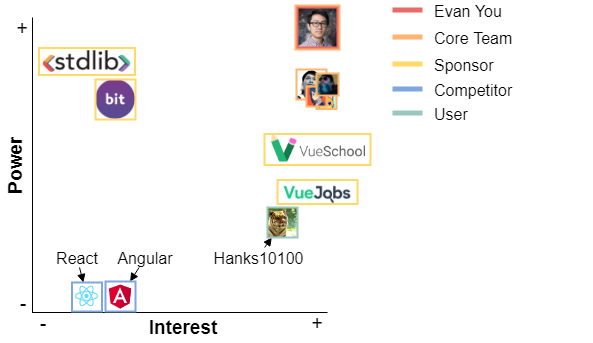 Evan You
Core Team
Sponsor
Competitor
User
+
Power
-
<stdlib>
bit
VueSchool
VueJobs
React
Angular
Hanks10100
A
-
Interest
+